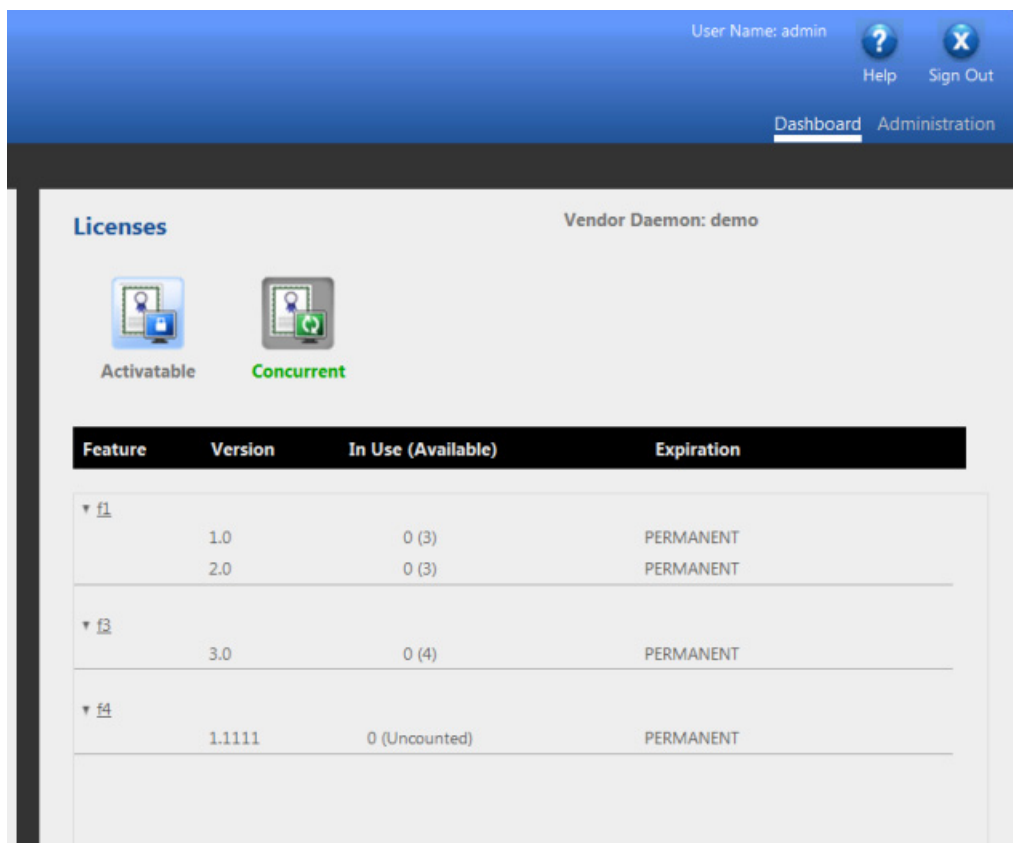 User Name: admin
Help Sign Out
Dashboard Administration
Licenses Vendor Daemon: demo
Activatable Concurrent
Feature Version In Use (Available) Expiration
f1
1.0 0 (3) PERMANENT
2.0 0 (3) PERMANENT
f3
3.0 0 (4) PERMANENT
f4
1.1111 0 (Uncounted) PERMANENT